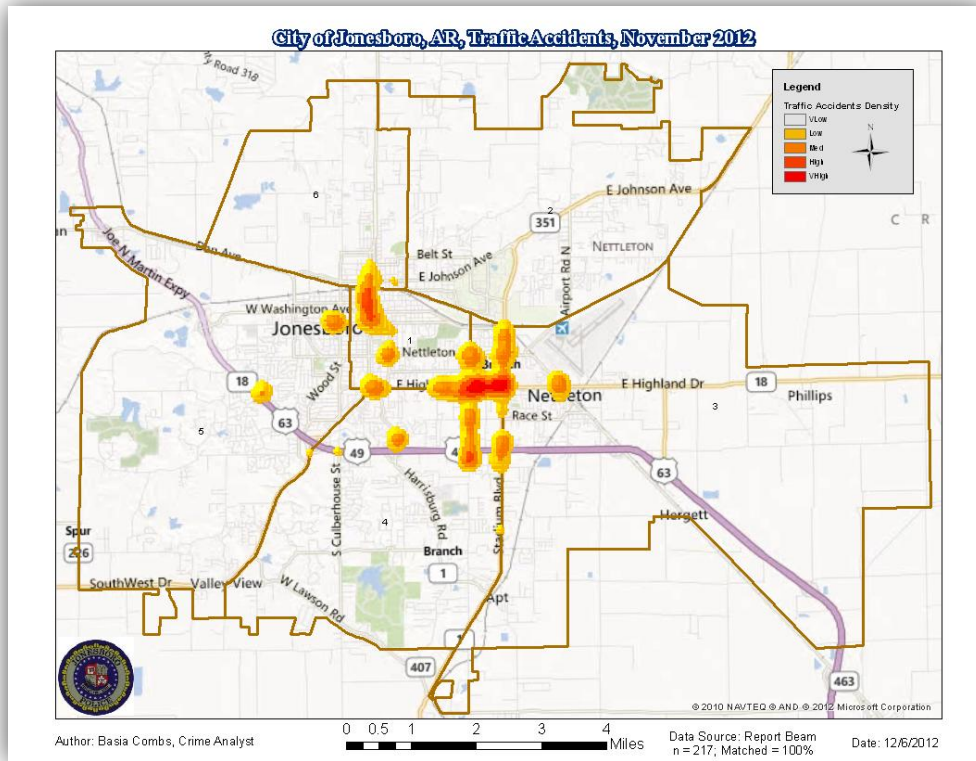 City of Jonesboro, AR, Traffic Accidents, November 2012
Legend
Traffic Accidents Density
VLow
Low
Med
High
VHigh
N
ty Road 318
6
E Johnson Ave
2
351
C R
NETTLETON
Dan Ave
Belt St
E Johnson Ave
Airport Rd N
Joe N Martin Expy
W Washington Ave
Jonesboro
1
Nettleton
Wood St
E High
Nettleton
E Highland Dr
18
Phillips
18
3
Race St
63
5
49
4
63
S Culberhouse St
Harrisburg Rd
Stadium Blvd
Hergett
4
Spur
226
Branch
1
SouthWest Dr
Valley View
W Lawson Rd
Apt
1
407
463
© 2010 NAVTEQ © AND © 2012 Microsoft Corporation
Author: Basia Combs, Crime Analyst
0 0.5 1 2 3 4
Miles
Data Source: Report Beam
n = 217; Matched = 100%
Date: 12/6/2012